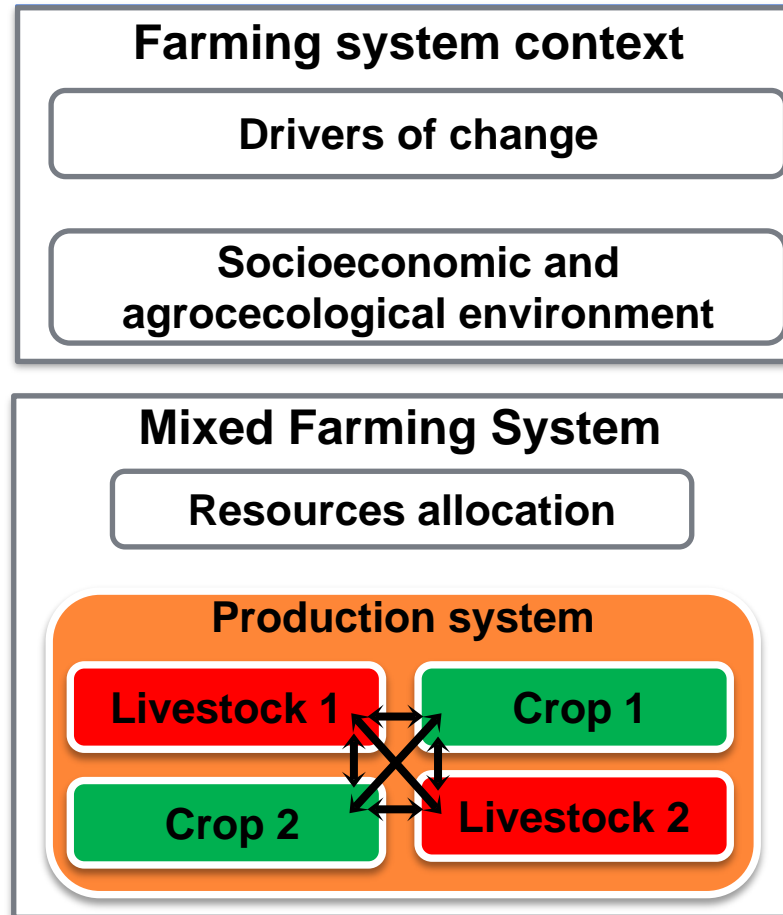 Farming system context
Drivers of change
Socioeconomic and
agrocecological environment
Mixed Farming System
Resources allocation
Production system
Livestock 1
Crop 1
Crop 2
Livestock 2